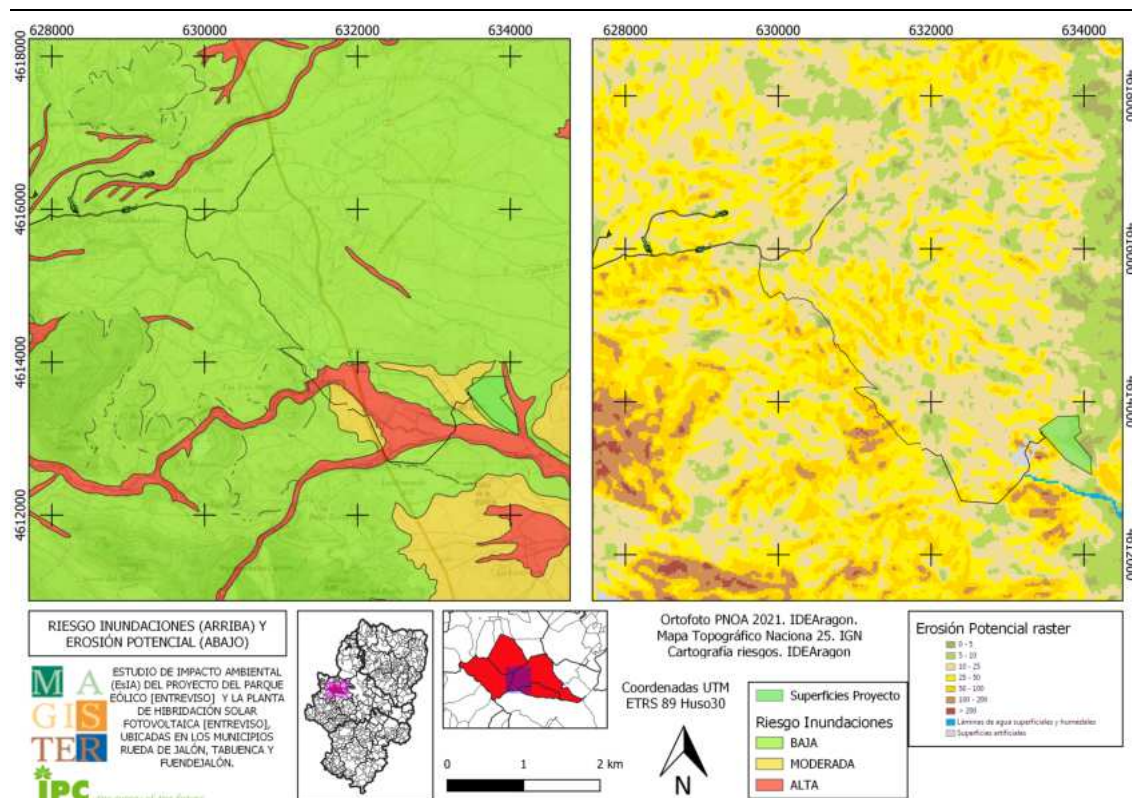 628000 630000 632000 634000
628000 630000 632000 634000
4618000
4616000
4614000
4612000
4618000
4616000
4614000
4612000
RIESGO INUNDACIONES (ARRIBA) Y
EROSIÓN POTENCIAL (ABAJO)
MAGISTER
ESTUDIO DE IMPACTO AMBIENTAL
(EsIA) DEL PROYECTO DEL PARQUE
EÓLICO [ENTREVISO] Y LA PLANTA
DE HIBRIDACIÓN SOLAR
FOTOVOLTAICA [ENTREVISO],
UBICADAS EN LOS MUNICIPIOS
RUEDA DE JALÓN, TABUENCA Y
FUENDEJALÓN.
IPC
0 1 2 km
Ortofoto PNOA 2021. IDEAragon.
Mapa Topográfico Naciona 25. IGN
Cartografía riesgos. IDEAragon
Coordenadas UTM
ETRS 89 Huso30
N
Superficies Proyecto
Riesgo Inundaciones
BAJA
MODERADA
ALTA
Erosión Potencial raster
0 - 5
5 - 10
10 - 25
25 - 50
50 - 100
100 - 200
> 200
Láminas de agua superficiales y humedales
Superficies artificiales